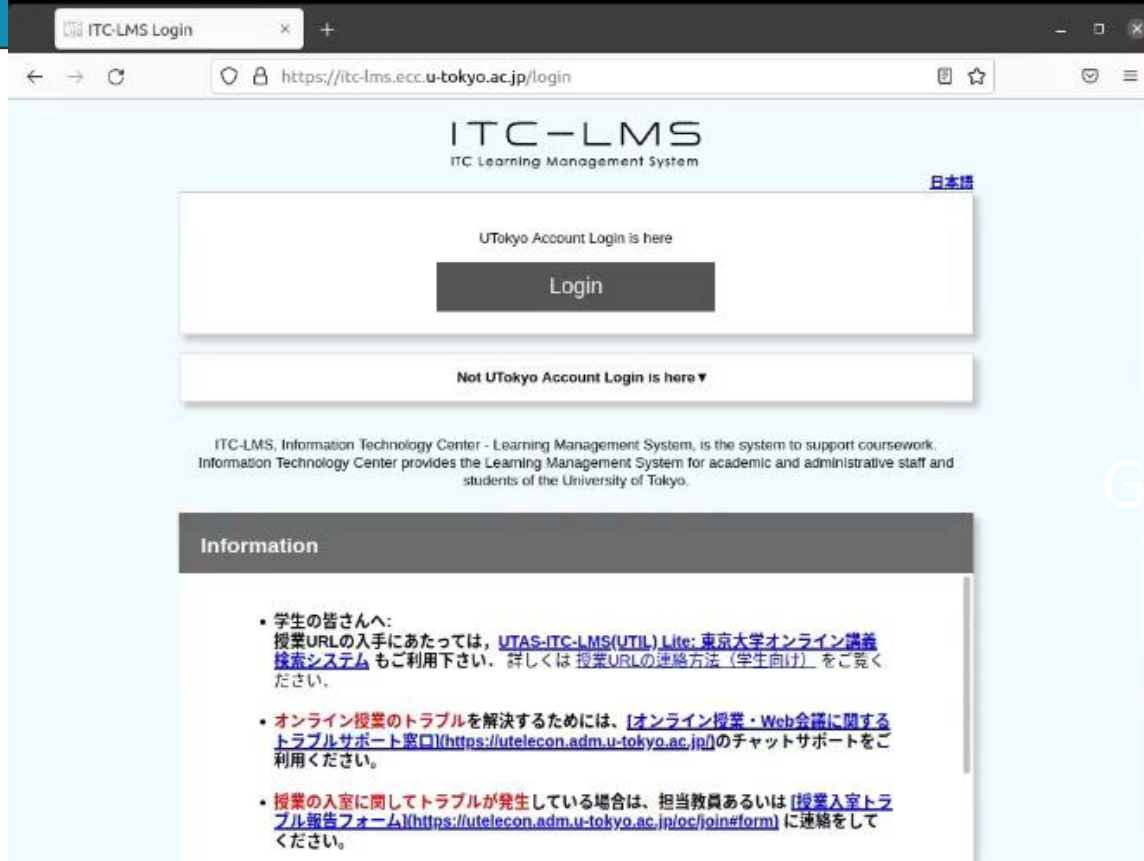 ITC-LMS Login
https://itc-lms.ecc.u-tokyo.ac.jp/login
ITC-LMS
ITC Learning Management System
日本語
UTokyo Account Login is here
Login
Not UTokyo Account Login is here▼
ITC-LMS, Information Technology Center - Learning Management System, is the system to support coursework.
Information Technology Center provides the Learning Management System for academic and administrative staff and
students of the University of Tokyo.
G
Information
• 学生の皆さんへ:
授業URLの入手にあたっては，UTAS-ITC-LMS(UTIL) Lite: 東京大学オンライン講義
検索システム もご利用下さい． 詳しくは 授業URLの連絡方法（学生向け） をご覧く
ださい．
• オンライン授業のトラブルを解決するためには、[オンライン授業・Web会議に関する
トラブルサポート窓口](https://utelecon.adm.u-tokyo.ac.jp/)のチャットサポートをご
利用ください。
• 授業の入室に関してトラブルが発生している場合は、担当教員あるいは [授業入室トラ
ブル報告フォーム](https://utelecon.adm.u-tokyo.ac.jp/oc/join#form) に連絡をして
ください。